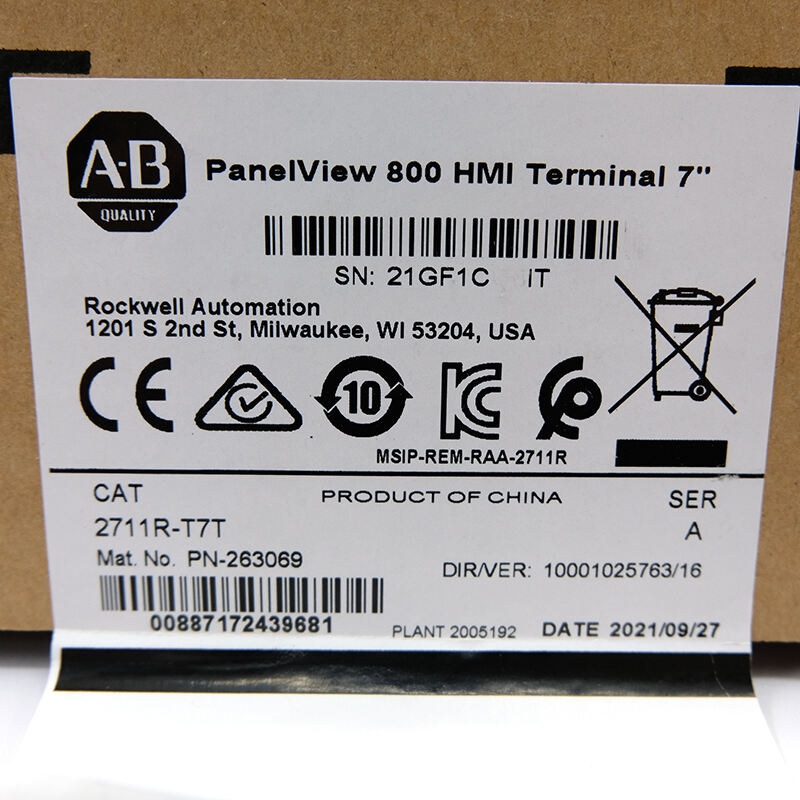 A-B
QUALITY
PanelView 800 HMI Terminal 7"
SN: 21GF1C IT
Rockwell Automation
1201 S 2nd St, Milwaukee, WI 53204, USA
CE
10
KC
MSIP-REM-RAA-2711R
CAT
PRODUCT OF CHINA
SER
2711R-T7T
A
Mat. No. PN-263069
DIR/VER: 10001025763/16
00887172439681
PLANT 2005192
DATE 2021/09/27